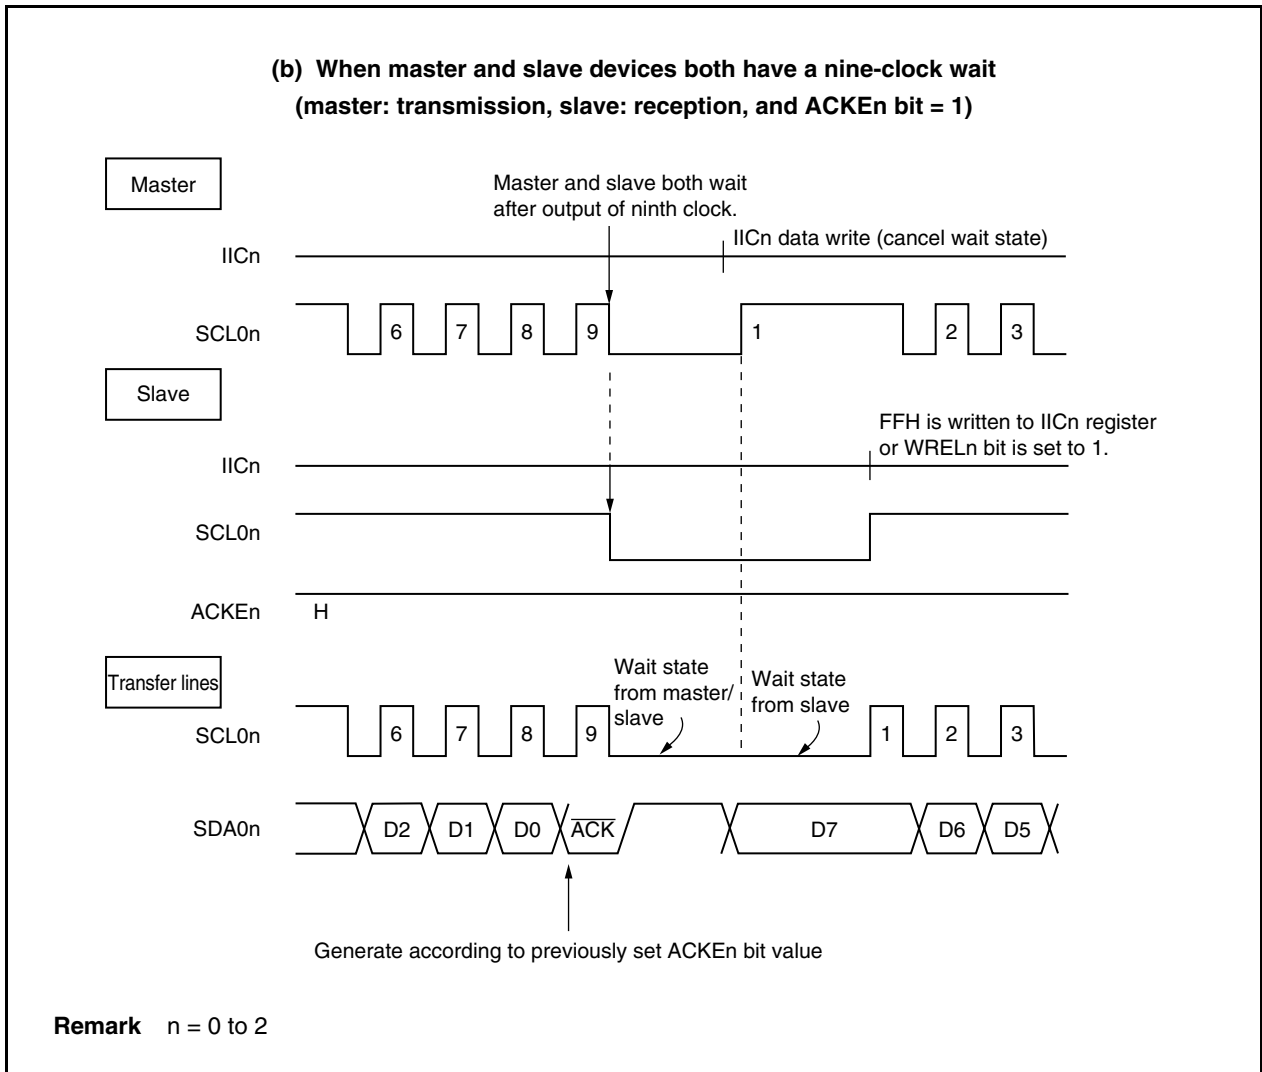 (b) When master and slave devices both have a nine-clock wait
(master: transmission, slave: reception, and ACKEn bit = 1)
Master
Master and slave both wait
after output of ninth clock.
IICn
IICn data write (cancel wait state)
SCL0n
6 7 8 9 1 2 3
Slave
FFH is written to IICn register
or WRELn bit is set to 1.
IICn
SCL0n
ACKEn
H
Transfer lines
Wait state
from master/
slave
Wait state
from slave
SCL0n
6 7 8 9 1 2 3
SDA0n
D2 D1 D0 ACK D7 D6 D5
Generate according to previously set ACKEn bit value
Remark n = 0 to 2